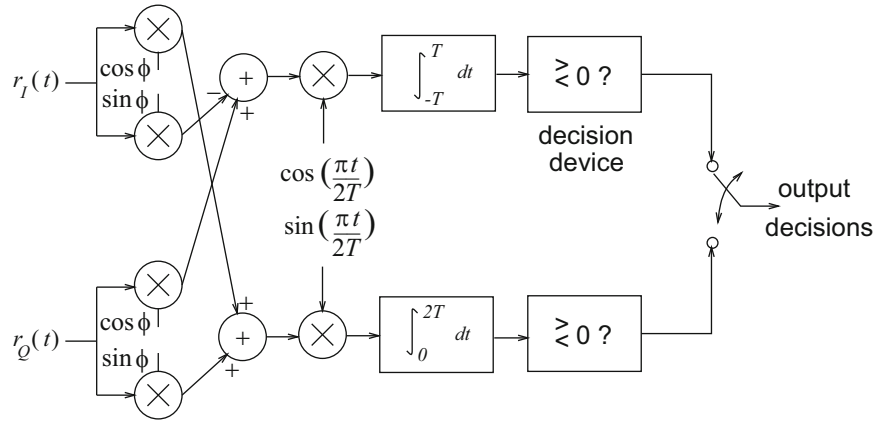 r_I(t)
cos ϕ
sin ϕ
−
+
+
∫_{-T}^{T} dt
≷ 0 ?
decision
device
cos (πt/2T)
sin (πt/2T)
output
decisions
r_Q(t)
cos ϕ
sin ϕ
+
+
+
∫_0^{2T} dt
≷ 0 ?